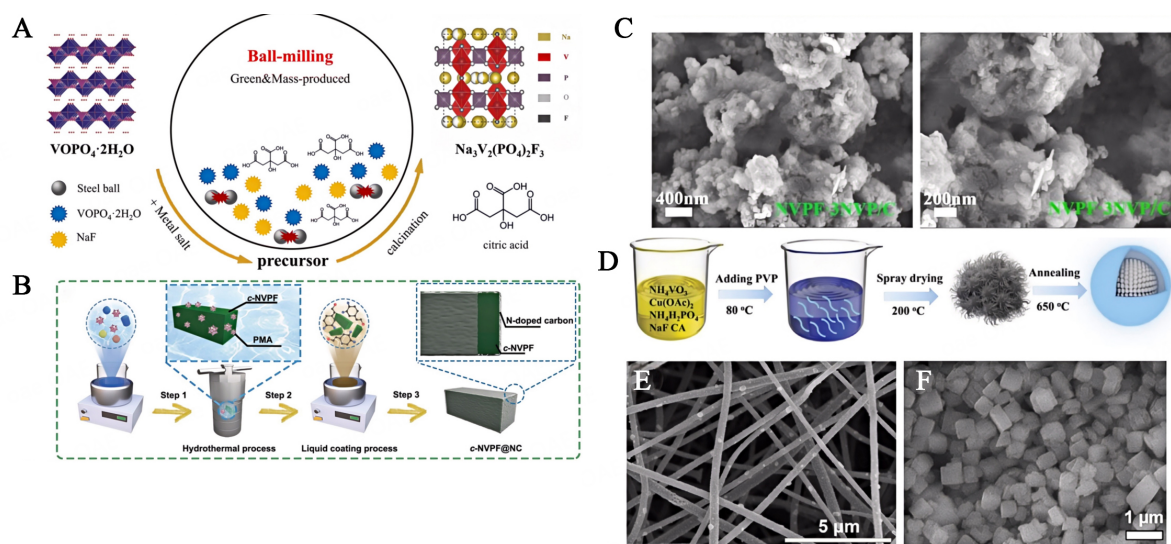 A
VOPO₄·2H₂O
Steel ball
VOPO₄·2H₂O
NaF
Ball-milling
Green&Mass-produced
+ Metal salt
precursor
calcination
Na
V
P
O
F
Na₃V₂(PO₄)₂F₃
citric acid
B
c-NVPF
PMA
Step 1
Hydrothermal process
Step 2
Liquid coating process
Step 3
N-doped carbon
c-NVPF
c-NVPF@NC
C
400nm
NVPF 3NVP/C
200nm
NVPF 3NVP/C
D
NH₄VO₃
Cu(OAc)₂
NH₄H₂PO₄
NaF CA
Adding PVP
80 °C
Spray drying
200 °C
Annealing
650 °C
E
5 µm
F
1 µm